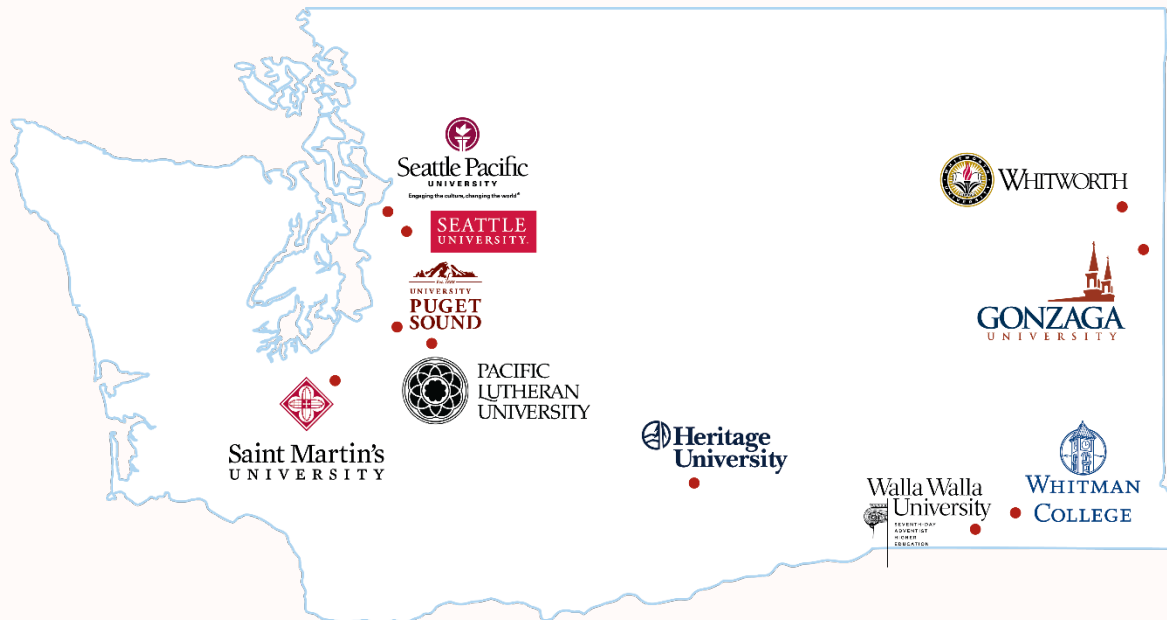 Seattle Pacific
UNIVERSITY
Engaging the culture, changing the world®
SEATTLE
UNIVERSITY.
UNIVERSITY
PUGET
SOUND
PACIFIC
LUTHERAN
UNIVERSITY
Saint Martin's
UNIVERSITY
Heritage
University
WHITWORTH
GONZAGA
UNIVERSITY
Walla Walla
University
SEVENTH-DAY
ADVENTIST
HIGHER
EDUCATION
WHITMAN
COLLEGE